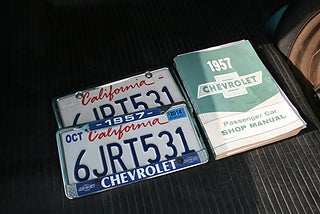 California
6JRT531
-1957-
OCT
California
2014
6JRT531
CHEVROLET
1957
CHEVROLET
Passenger Car
SHOP MANUAL